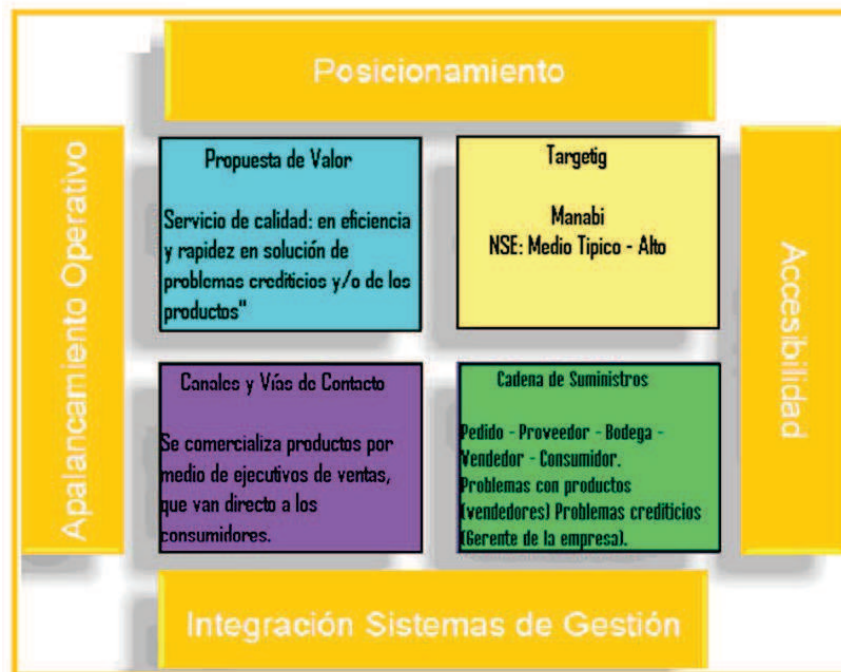 Posicionamiento
Apalancamiento Operativo
Propuesta de Valor
Servicio de calidad: en eficiencia
y rapidez en solución de
problemas crediticios y/o de los
productos"
Targetig
Manabi
NSE: Medio Tipico - Alto
Accesibilidad
Canales y Vías de Contacto
Se comercializa productos por
medio de ejecutivos de ventas,
que van directo a los
consumidores.
Cadena de Suministros
Pedido - Proveedor - Bodega -
Vendedor - Consumidor.
Problemas con productos
(vendedores) Problemas crediticios
(Gerente de la empresa).
Integración Sistemas de Gestión